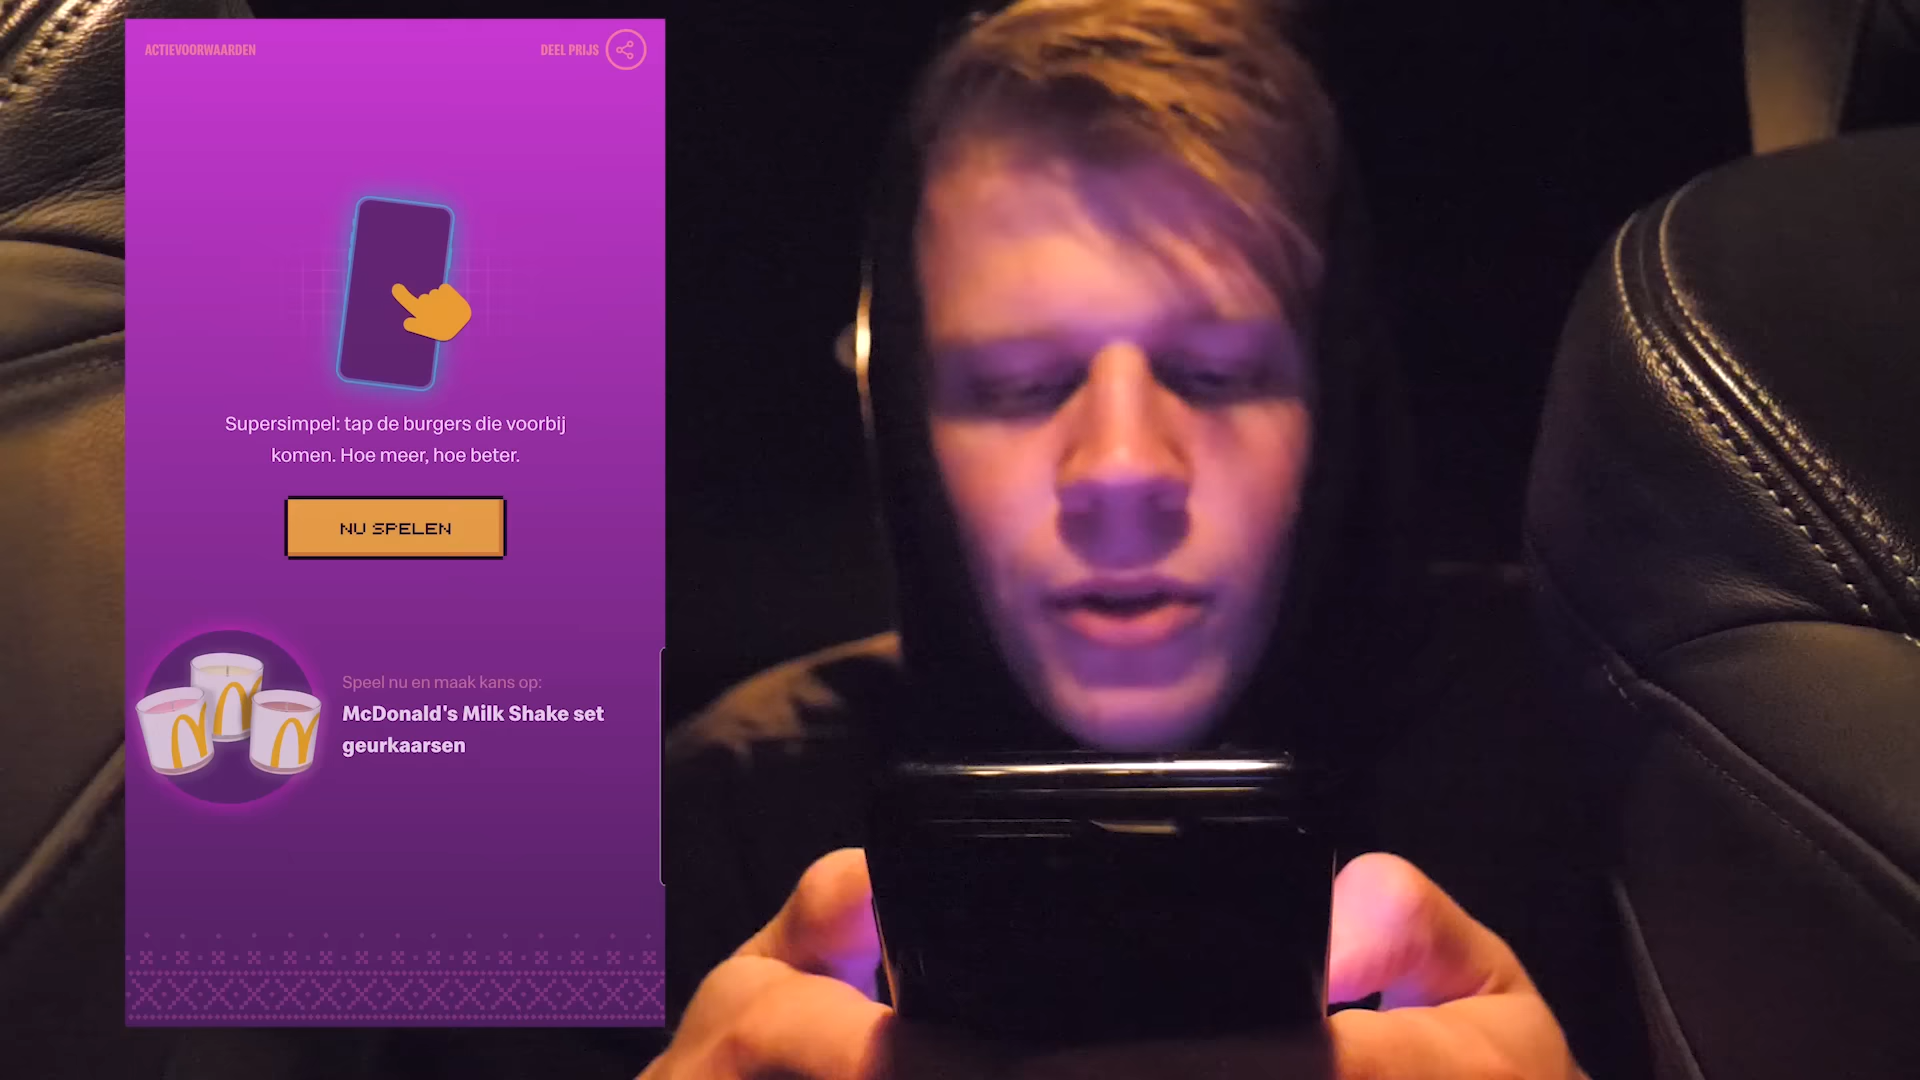 ACTIEVOORWAARDEN
DEEL PRIJS
Supersimpel: tap de burgers die voorbij
komen. Hoe meer, hoe beter.
NU SPELEN
Speel nu en maak kans op:
McDonald's Milk Shake set
geurkaarsen